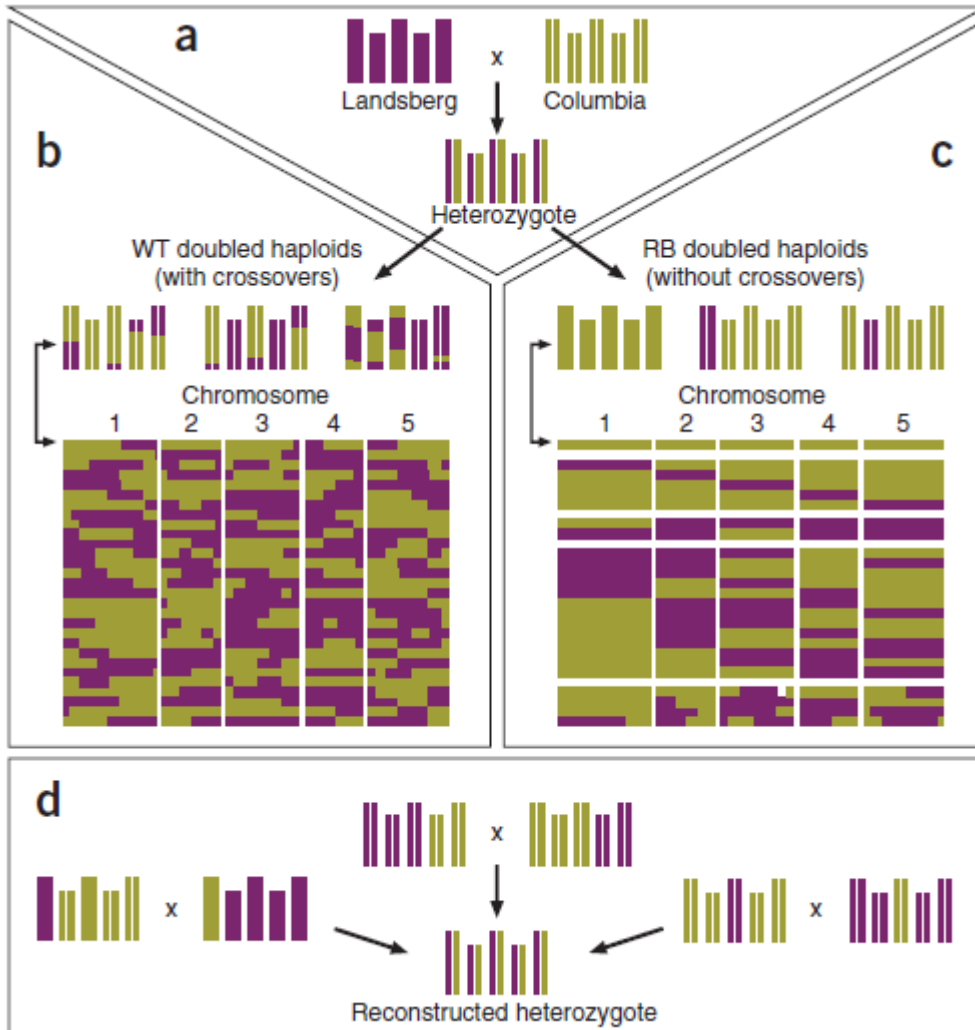 a
x
Landsberg
Columbia
b
c
Heterozygote
WT doubled haploids
(with crossovers)
RB doubled haploids
(without crossovers)
Chromosome
1 2 3 4 5
Chromosome
1 2 3 4 5
d
x
x
x
Reconstructed heterozygote